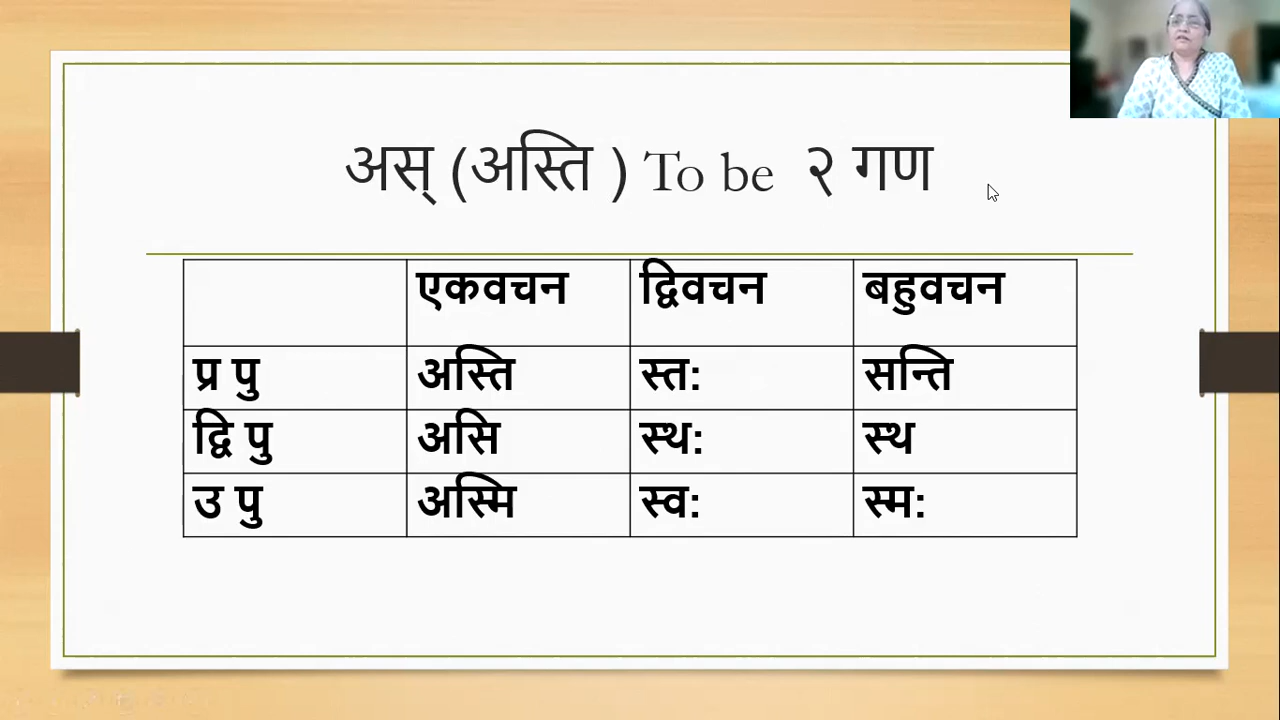 अस् (अस्ति ) To be २ गण
एकवचन द्विवचन बहुवचन
प्र पु अस्ति स्त: सन्ति
द्वि पु असि स्थ: स्थ
उ पु अस्मि स्व: स्म: